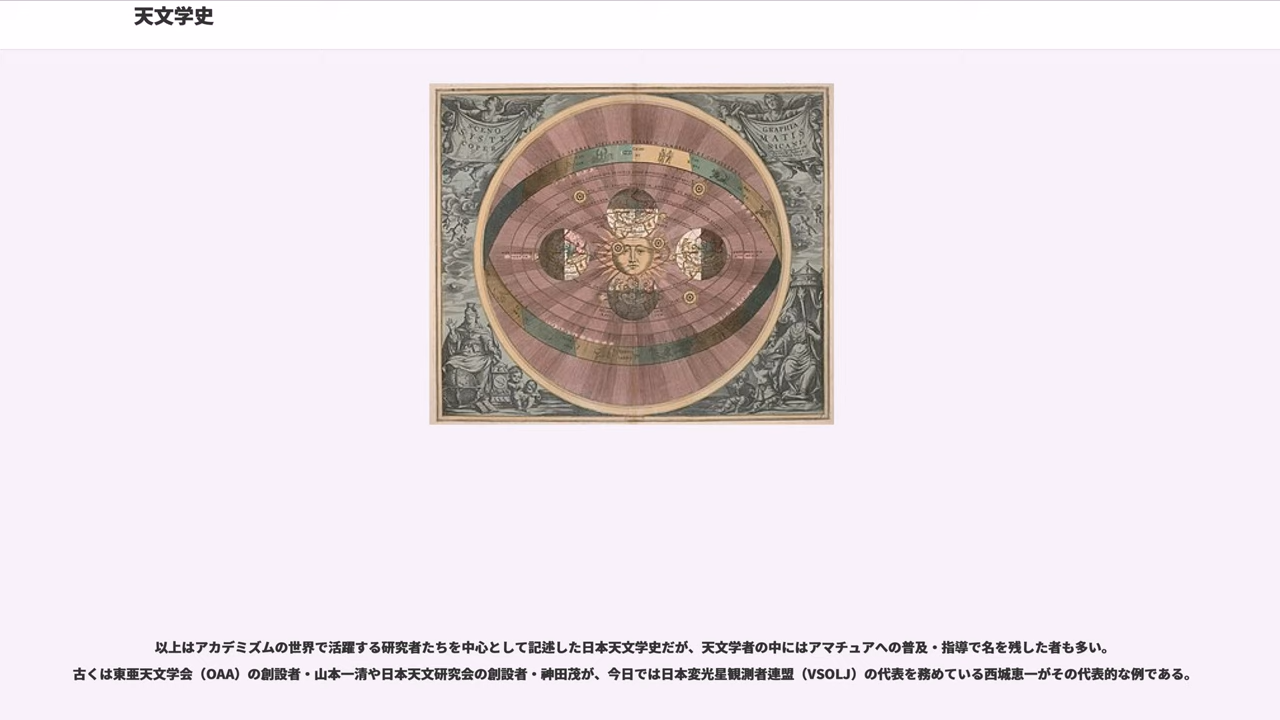 天文学史
SCENO
SYSTE
COPER
GRAPHIA
MATIS
NICANI
以上はアカデミズムの世界で活躍する研究者たちを中心として記述した日本天文学史だが、天文学者の中にはアマチュアへの普及・指導で名を残した者も多い。
古くは東亜天文学会（OAA）の創設者・山本一清や日本天文研究会の創設者・神田茂が、今日では日本変光星観測者連盟（VSOLJ）の代表を務めている西城恵一がその代表的な例である。